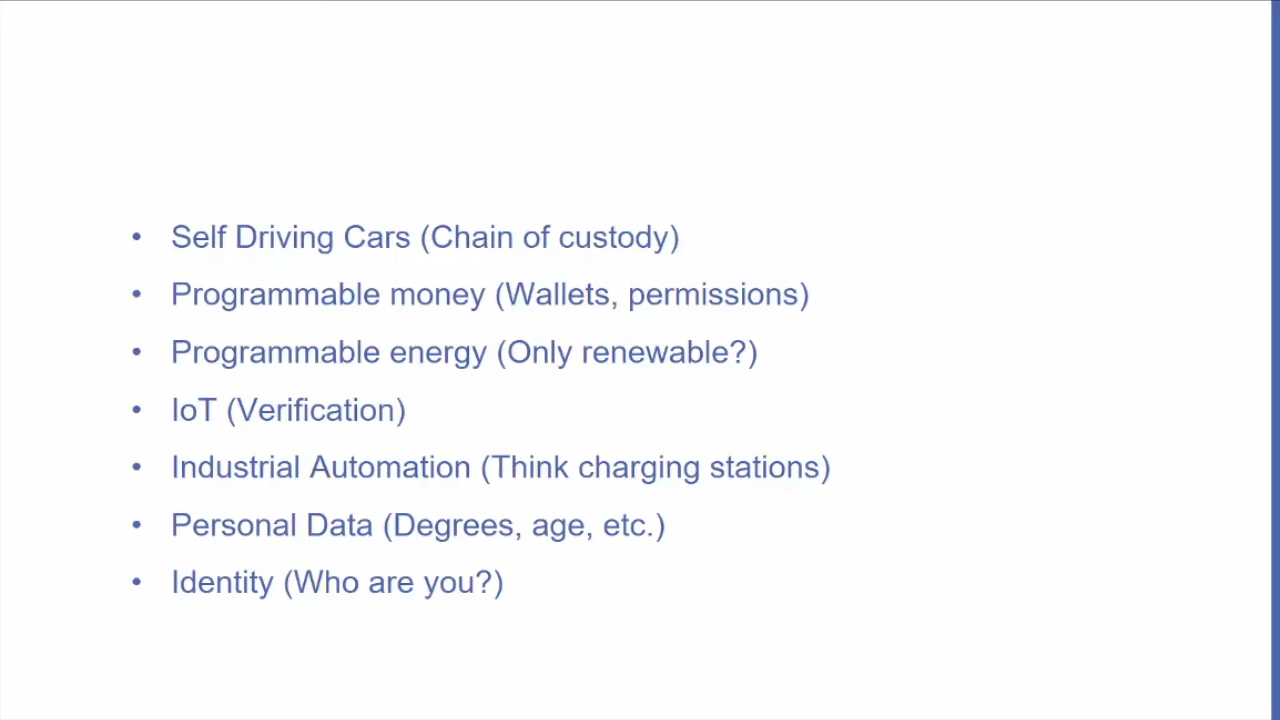 • Self Driving Cars (Chain of custody)
• Programmable money (Wallets, permissions)
• Programmable energy (Only renewable?)
• IoT (Verification)
• Industrial Automation (Think charging stations)
• Personal Data (Degrees, age, etc.)
• Identity (Who are you?)